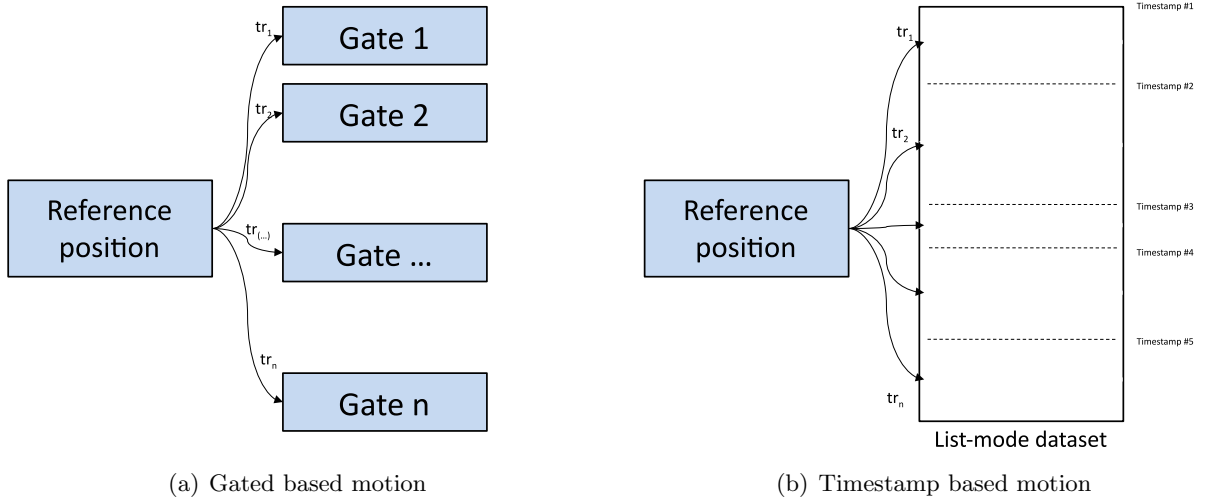 tr1
Gate 1
tr2
Gate 2
Reference
position
tr(...)
Gate ...
trn
Gate n
(a) Gated based motion
Timestamp #1
tr1
Timestamp #2
tr2
Reference
position
Timestamp #3
Timestamp #4
Timestamp #5
trn
List-mode dataset
(b) Timestamp based motion